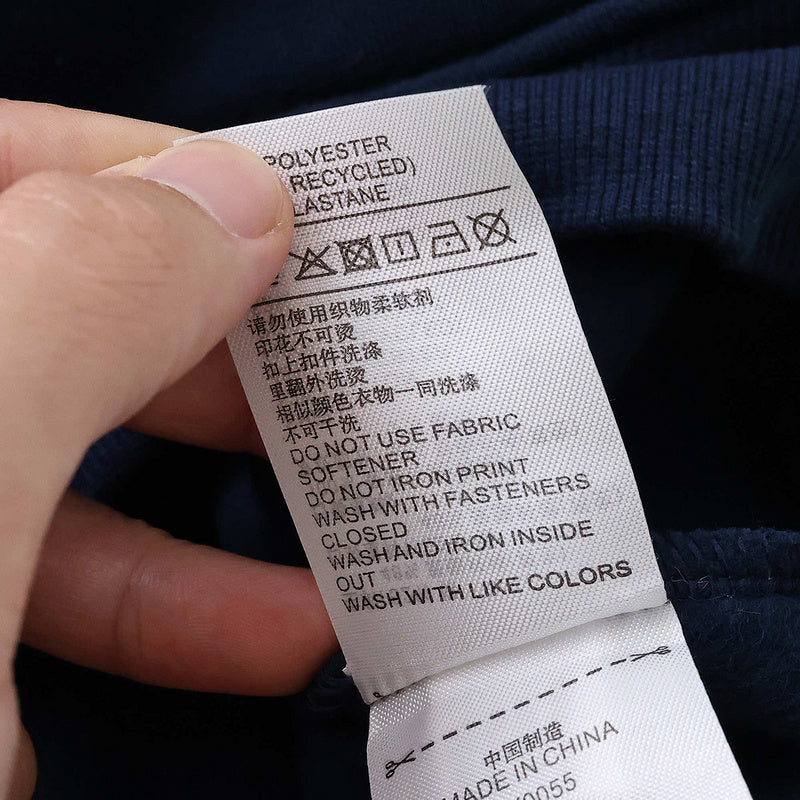 POLYESTER
RECYCLED)
LASTANE
请勿使用织物柔软剂
印花不可烫
扣上扣件洗涤
里翻外洗烫
相似颜色衣物一同洗涤
不可干洗
DO NOT USE FABRIC
SOFTENER
DO NOT IRON PRINT
WASH WITH FASTENERS
CLOSED
WASH AND IRON INSIDE
OUT
WASH WITH LIKE COLORS
中国制造
MADE IN CHINA
0055